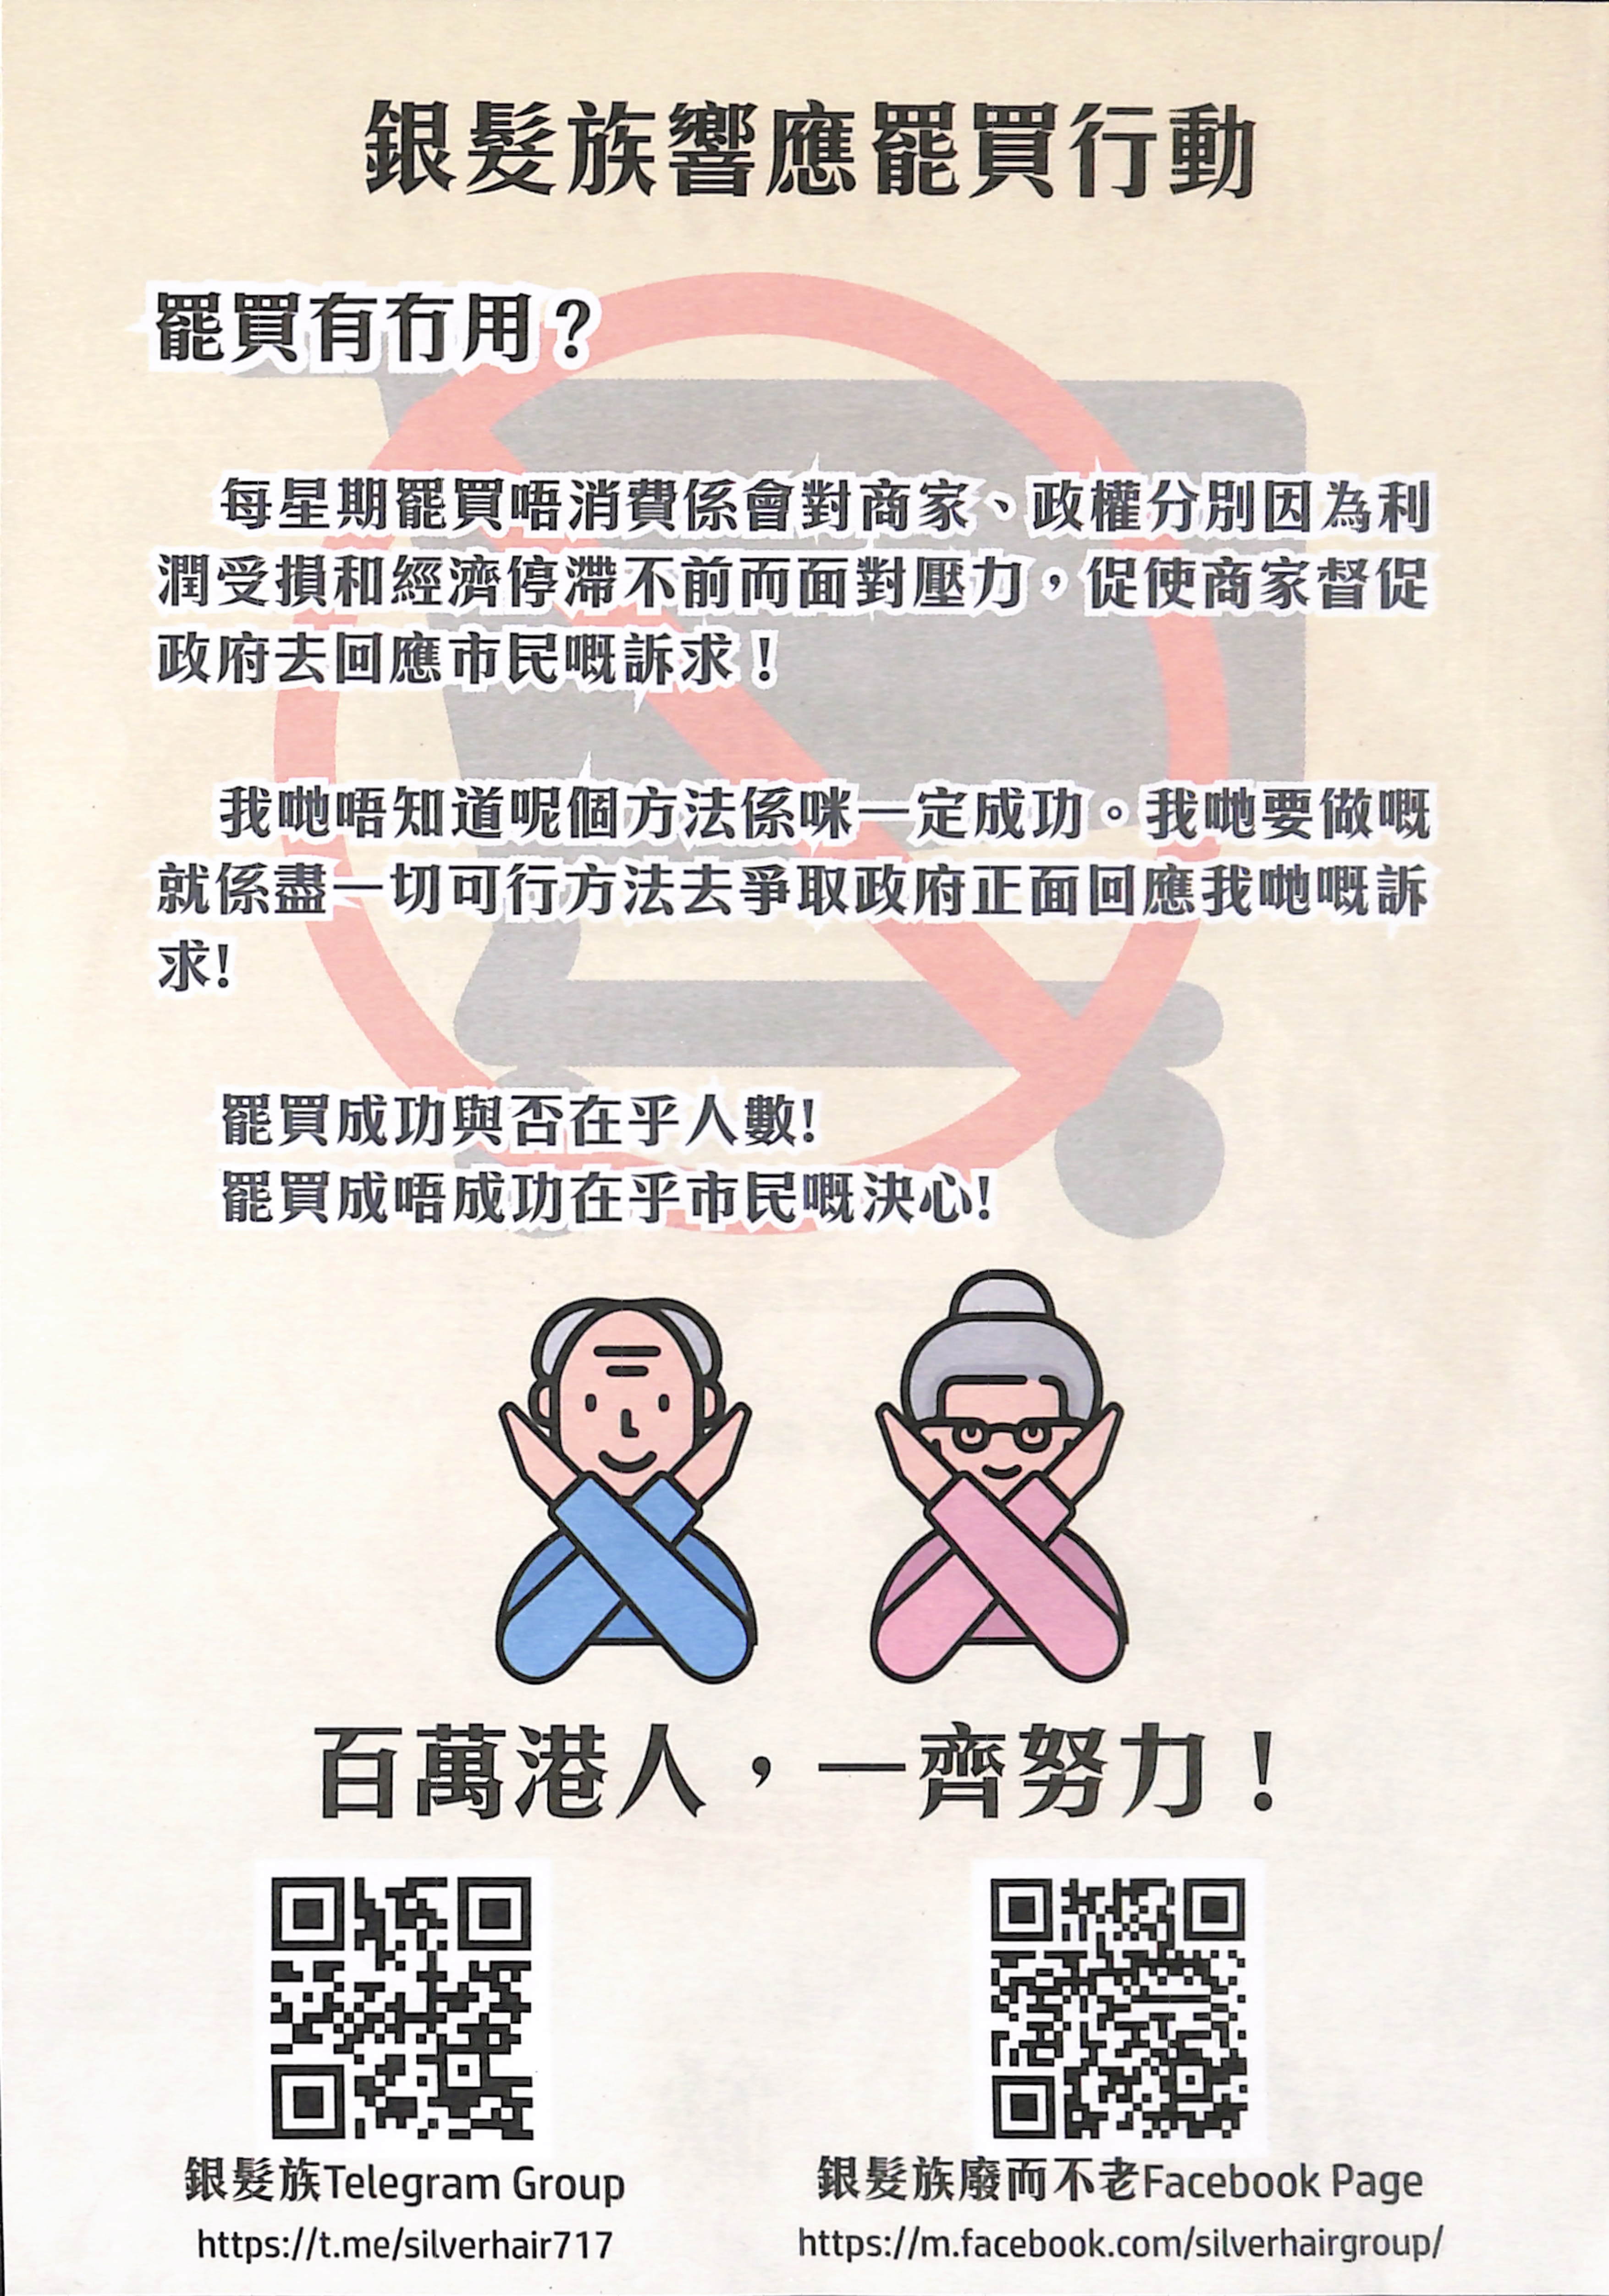 銀髮族響應罷買行動
罷買有冇用？
每星期罷買唔消費係會對商家、政權分別因為利
潤受損和經濟停滯不前而面對壓力，促使商家督促
政府去回應市民嘅訴求！
我哋唔知道呢個方法係咪一定成功。我哋要做嘅
就係盡一切可行方法去爭取政府正面回應我哋嘅訴
求!
罷買成功與否在乎人數!
罷買成唔成功在乎市民嘅決心!
百萬港人，一齊努力！
銀髮族Telegram Group
https://t.me/silverhair717
銀髮族廢而不老Facebook Page
https://m.facebook.com/silverhairgroup/